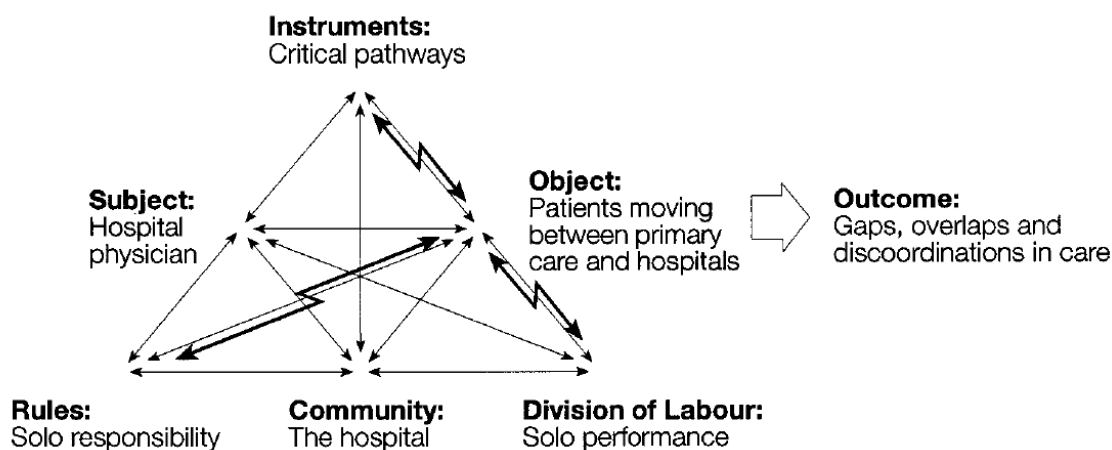 Instruments:
Critical pathways
Subject:
Hospital
physician
Object:
Patients moving
between primary
care and hospitals
Outcome:
Gaps, overlaps and
discoordinations in care
Rules:
Solo responsibility
Community:
The hospital
Division of Labour:
Solo performance